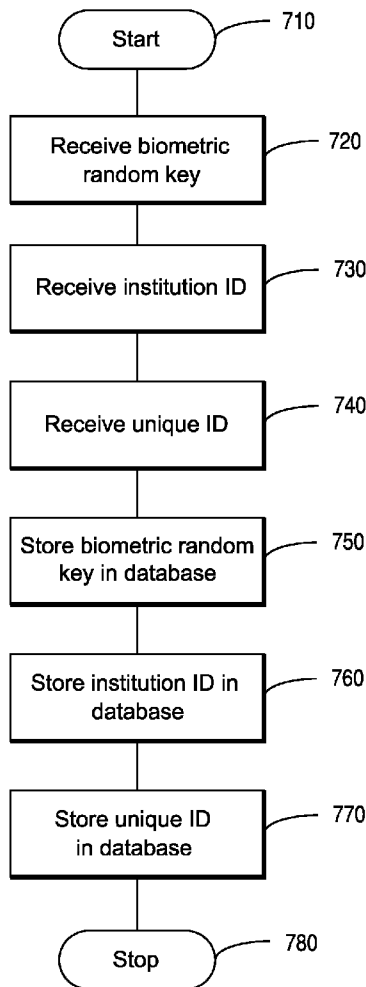 Start
710
Receive biometric
random key
720
Receive institution ID
730
Receive unique ID
740
Store biometric random
key in database
750
Store institution ID in
database
760
Store unique ID
in database
770
Stop
780